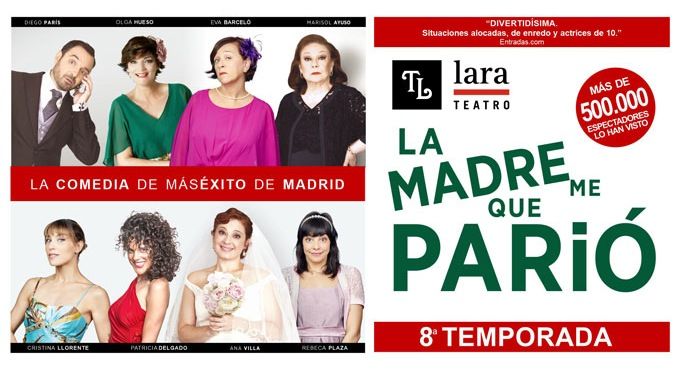 DIEGO PARÍS
OLGA HUESO
EVA BARCELÓ
MARISOL AYUSO
LA COMEDIA DE MÁSÉXITO DE MADRID
CRISTINA LLORENTE
PATRICIA DELGADO
ANA VILLA
REBECA PLAZA
“DIVERTIDÍSIMA.
Situaciones alocadas, de enredo y actrices de 10.”
Entradas.com
TL
lara
TEATRO
MÁS DE
500.000
ESPECTADORES
LO HAN VISTO
LA
MADRE ME
QUE
PARiÓ
8ª TEMPORADA